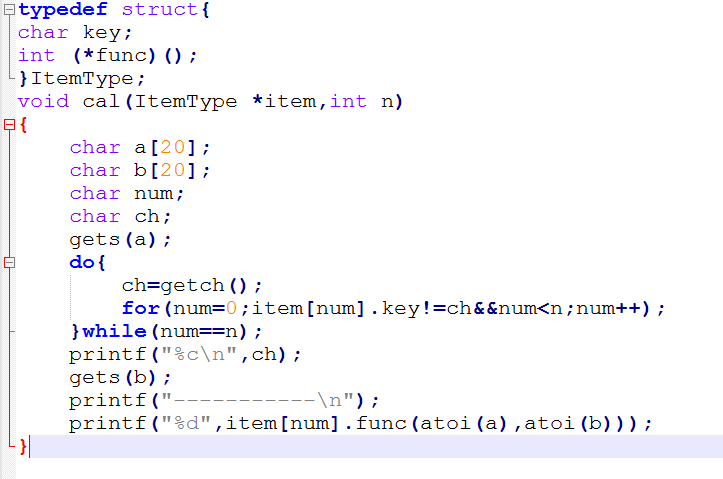 typedef struct{
char key;
int (*func)();
}ItemType;
void cal(ItemType *item,int n)
{
char a[20];
char b[20];
char num;
char ch;
gets(a);
do{
ch=getch();
for(num=0;item[num].key!=ch&&num<n;num++);
}while(num==n);
printf("%c\n",ch);
gets(b);
printf("-----------\n");
printf("%d",item[num].func(atoi(a),atoi(b)));
}